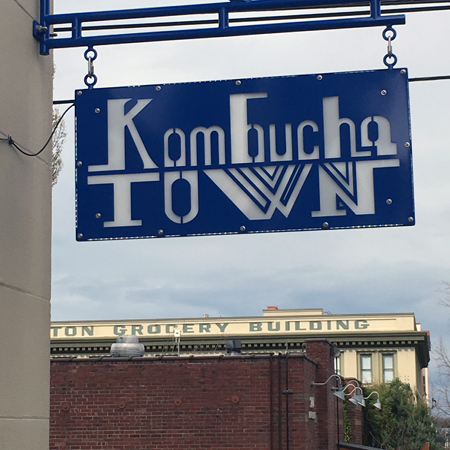 Kombucha
TOWN
TON GROCERY BUILDING